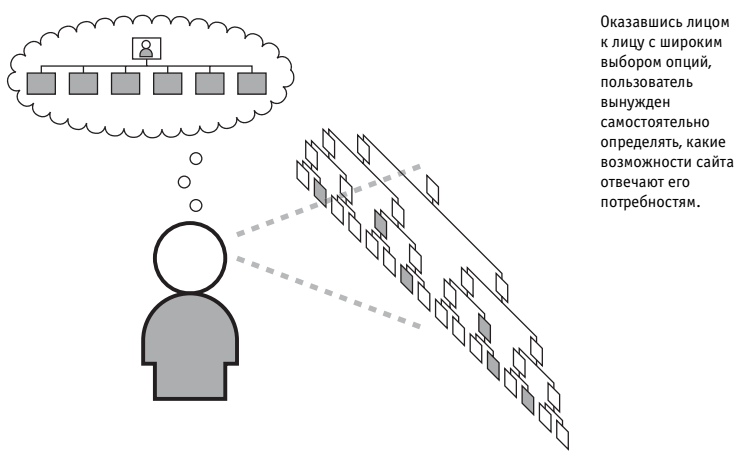 Оказавшись лицом
к лицу с широким
выбором опций,
пользователь
вынужден
самостоятельно
определять, какие
возможности сайта
отвечают его
потребностям.